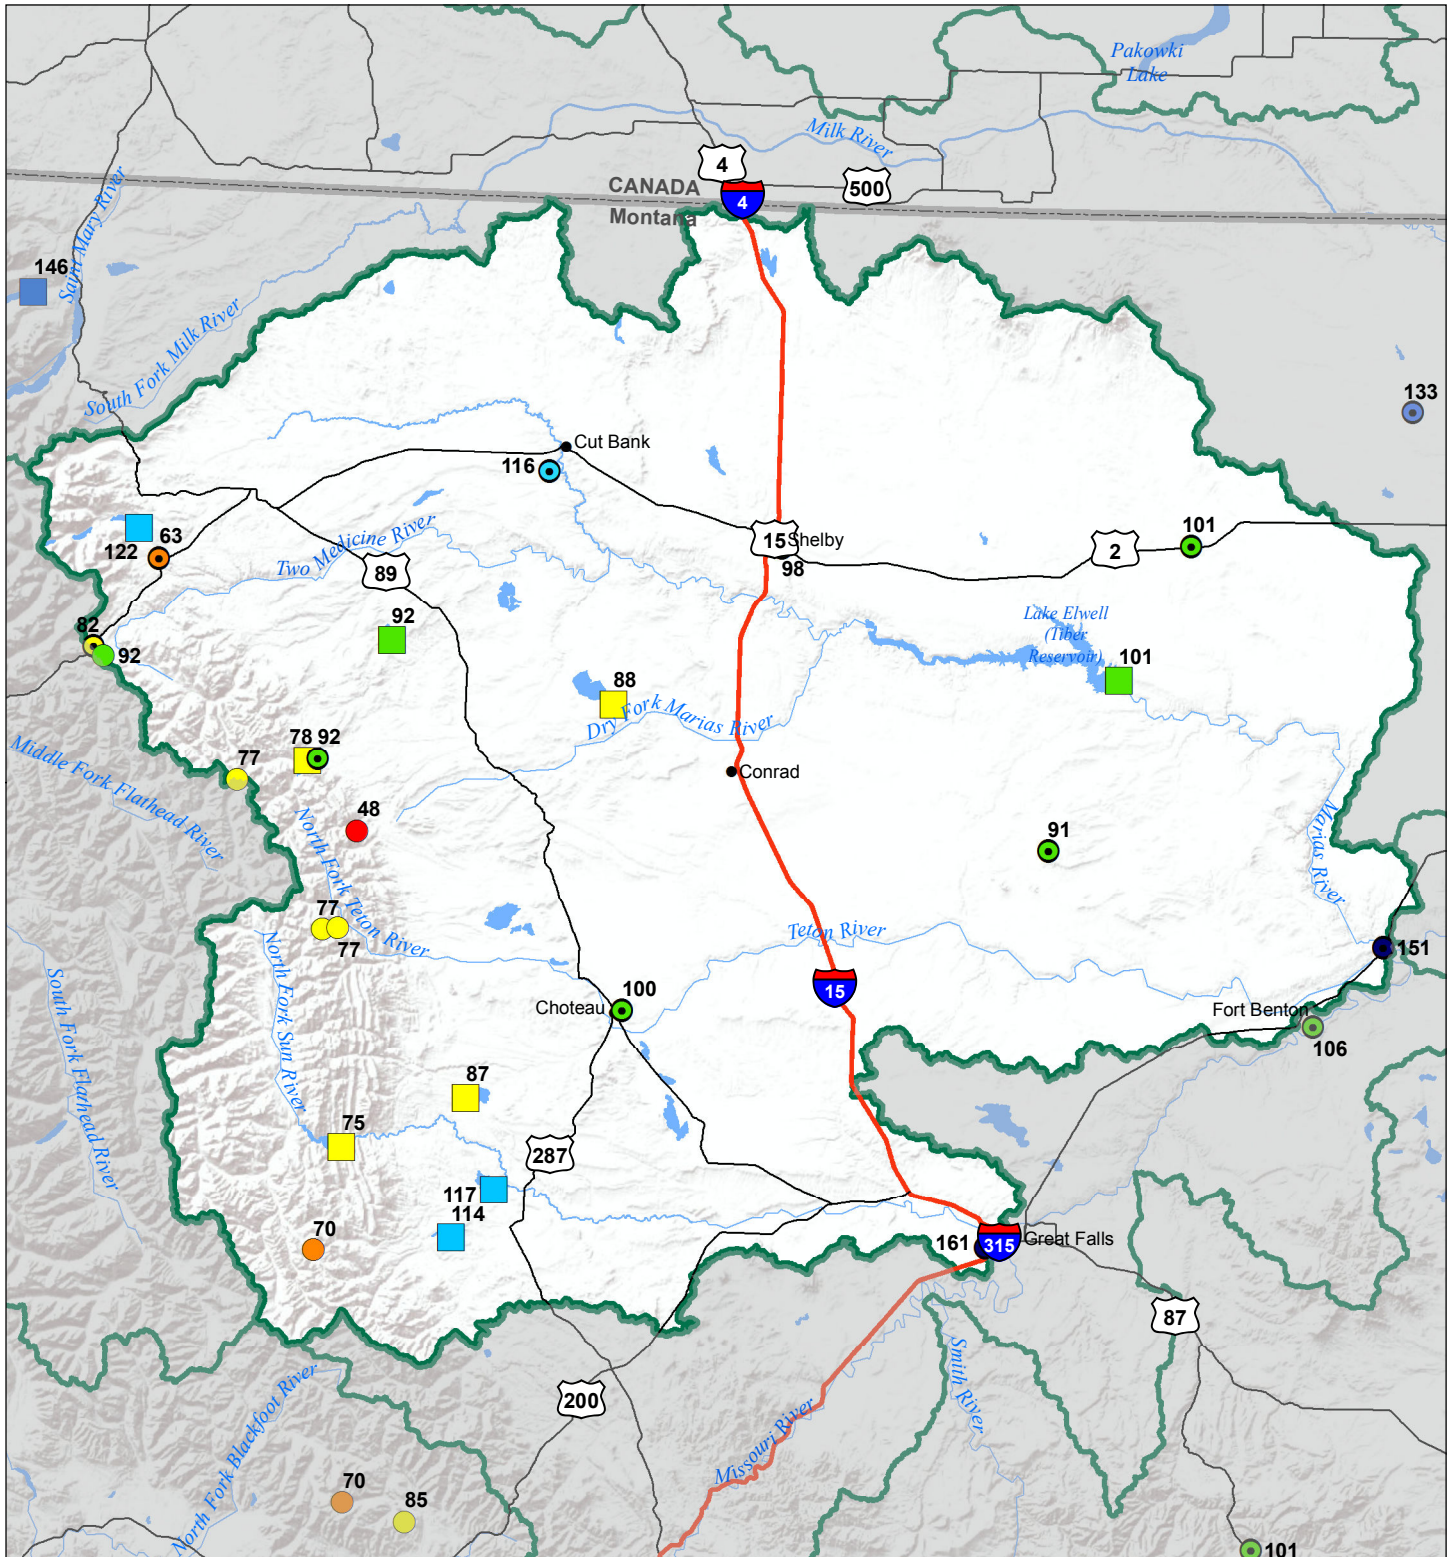 Pakowki
Lake
Milk River
4
CANADA
500
4
Montana
Saint Mary River
146
South Fork Milk River
133
Cut Bank
116
101
122
63
Two Medicine River
15
Shelby
2
98
89
Lake Elwell
(Tiber
Reservoir)
82
92
92
101
88
Dry Fork Marias River
78
92
77
Conrad
Middle Fork Flathead River
48
North Fork Teton River
91
Marias River
77
77
Teton River
151
North Fork Sun River
South Fork Flathead River
15
100
Choteau
Fort Benton
106
87
75
287
117
114
70
161
315
Great Falls
87
Smith River
200
North Fork Blackfoot River
Missouri River
70
85
101